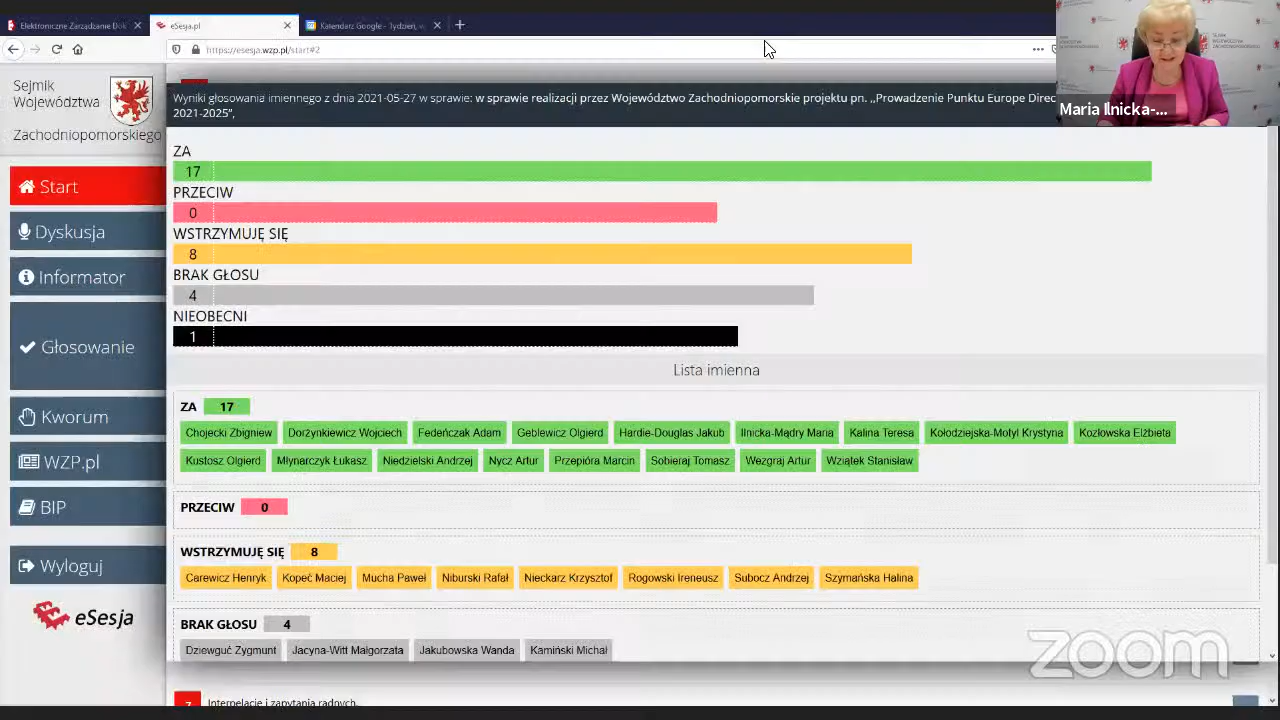 Elektroniczne Zarządzanie Dok
eSesja.pl
Kalendarz Google - Tydzień, w
https://esesja.wzp.pl/start#2
Sejmik
Województwa
Zachodniopomorskiego
Start
Dyskusja
Informator
Głosowanie
Kworum
WZP.pl
BIP
Wyloguj
eSesja
Wyniki głosowania imiennego z dnia 2021-05-27 w sprawie: w sprawie realizacji przez Województwo Zachodniopomorskie projektu pn. ,,Prowadzenie Punktu Europe Direc
2021-2025",
Maria Ilnicka-...
ZA
17
PRZECIW
0
WSTRZYMUJĘ SIĘ
8
BRAK GŁOSU
4
NIEOBECNI
1
Lista imienna
ZA 17
Chojecki Zbigniew Dorżynkiewicz Wojciech Fedeńczak Adam Geblewicz Olgierd Hardie-Douglas Jakub Ilnicka-Mądry Maria Kalina Teresa Kołodziejska-Motyl Krystyna Kozłowska Elżbieta
Kustosz Olgierd Młynarczyk Łukasz Niedzielski Andrzej Nycz Artur Przepióra Marcin Sobieraj Tomasz Wezgraj Artur Wziątek Stanisław
PRZECIW 0
WSTRZYMUJĘ SIĘ 8
Carewicz Henryk Kopeć Maciej Mucha Paweł Niburski Rafał Nieckarz Krzysztof Rogowski Ireneusz Subocz Andrzej Szymańska Halina
BRAK GŁOSU 4
Dziewguć Zygmunt Jacyna-Witt Małgorzata Jakubowska Wanda Kamiński Michał
zoom
7 Interpelacje i zapytania radnych.